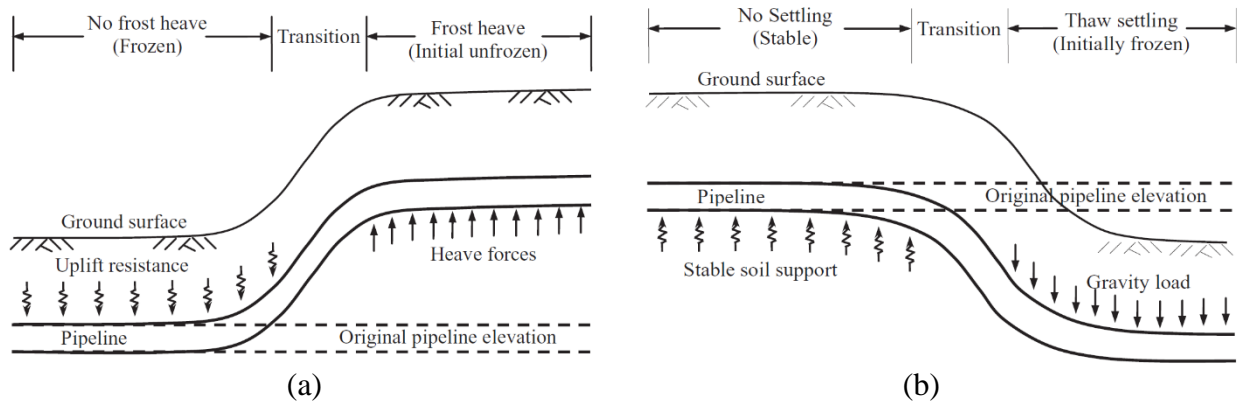 No frost heave
(Frozen)
Transition
Frost heave
(Initial unfrozen)
Ground surface
Uplift resistance
Heave forces
Pipeline
Original pipeline elevation
(a)
No Settling
(Stable)
Transition
Thaw settling
(Initially frozen)
Ground surface
Pipeline
Original pipeline elevation
Stable soil support
Gravity load
(b)